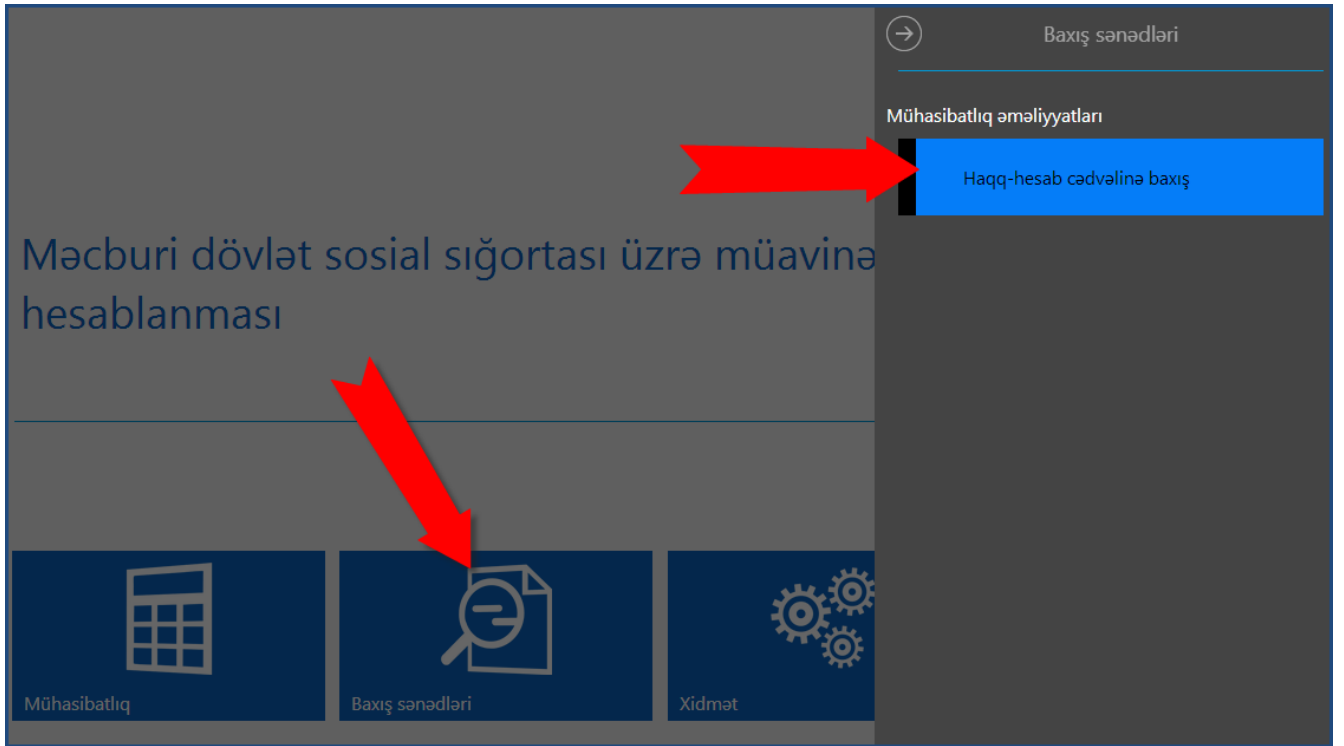 Baxış sənədləri
Mühasibatlıq əməliyyatları
Haqq-hesab cədvəlinə baxış
Məcburi dövlət sosial sığortası üzrə müavinə
hesablanması
Mühasibatlıq
Baxış sənədləri
Xidmət